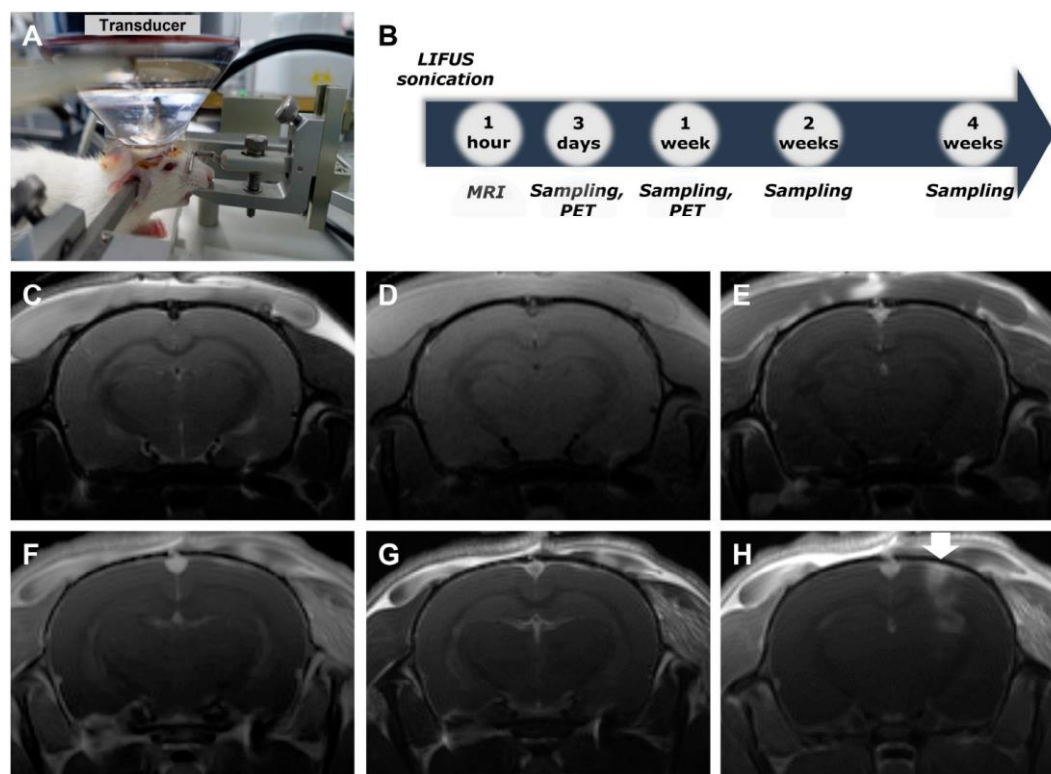 A
Transducer
B
LIFUS
sonication
1
hour
3
days
1
week
2
weeks
4
weeks
MRI
Sampling,
PET
Sampling,
PET
Sampling
Sampling
C
D
E
F
G
H